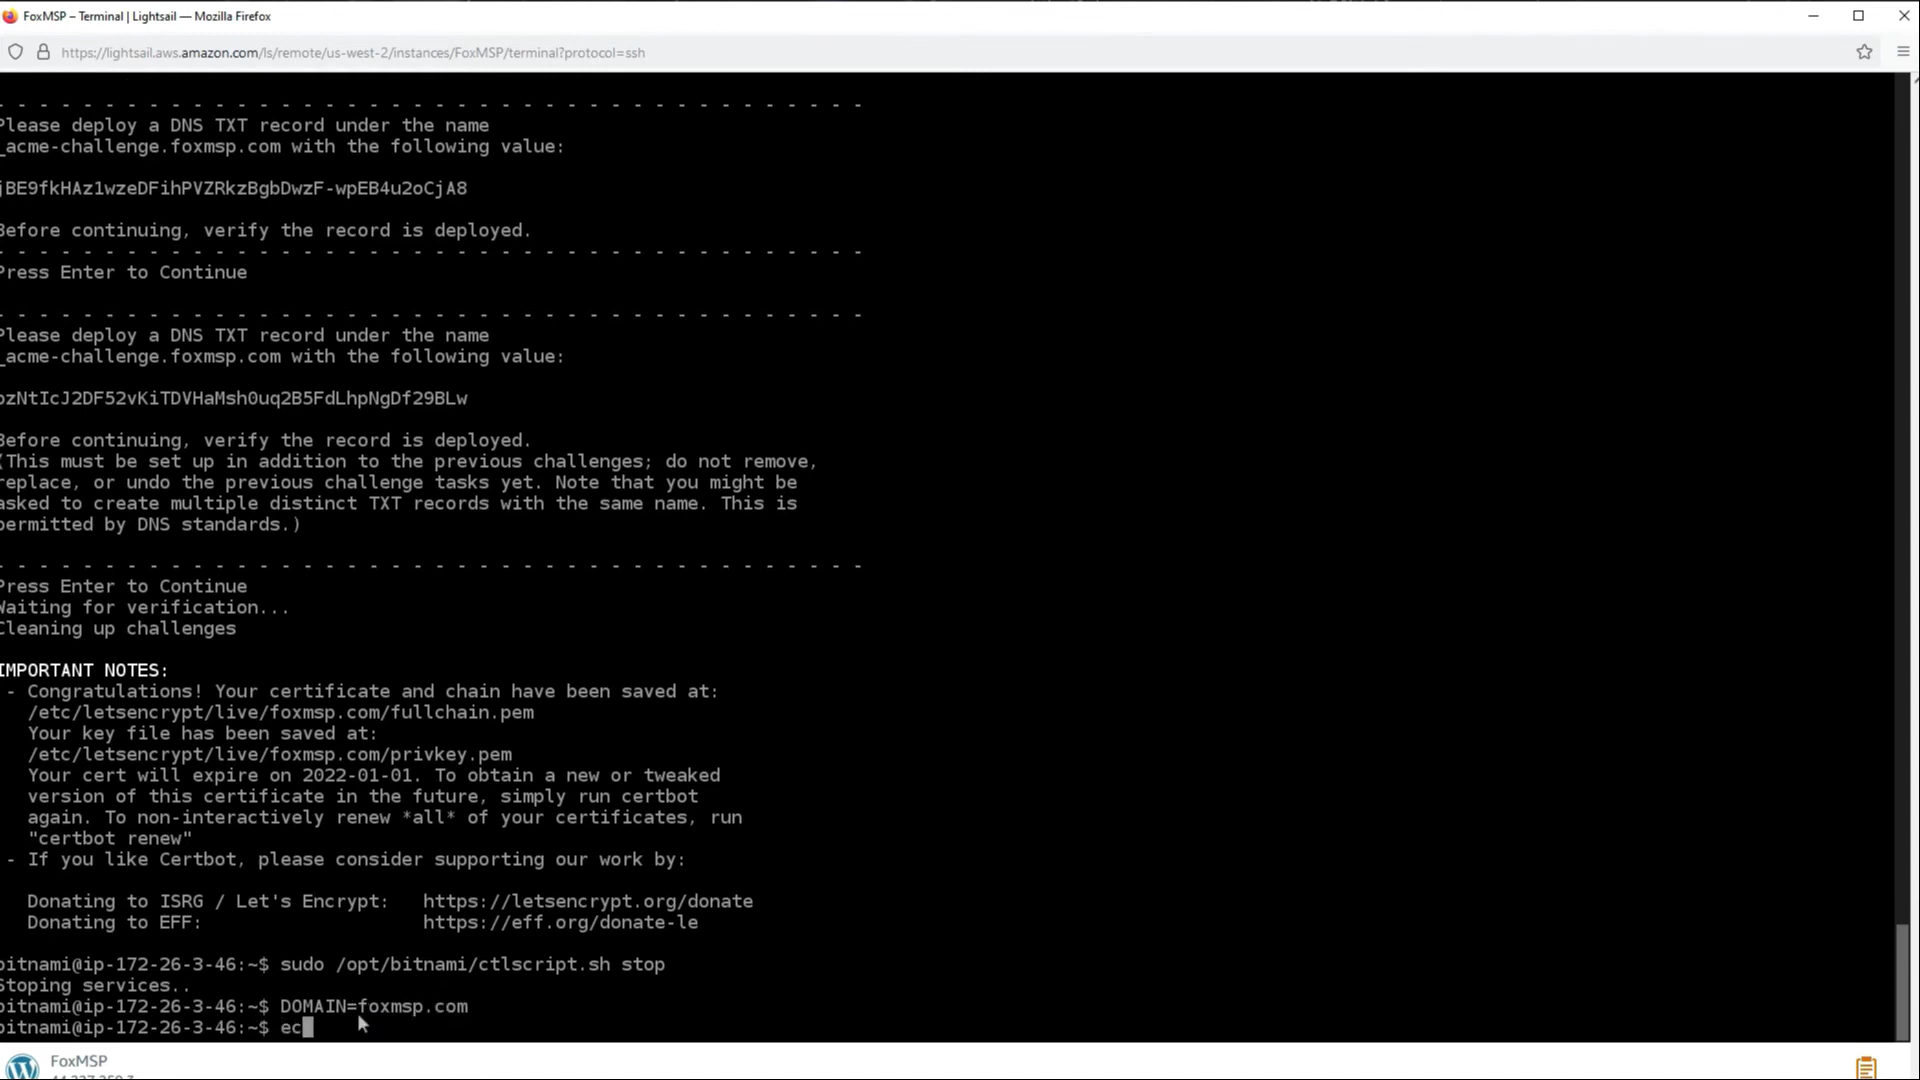 FoxMSP – Terminal | Lightsail — Mozilla Firefox
https://lightsail.aws.amazon.com/ls/remote/us-west-2/instances/FoxMSP/terminal?protocol=ssh
- - - - - - - - - - - - - - - - - - - - - - - - - - - - - - - - - - - - - - - -
Please deploy a DNS TXT record under the name
_acme-challenge.foxmsp.com with the following value:
jBE9fkHAz1wzeDFihPVZRkzBgbDwzF-wpEB4u2oCjA8
Before continuing, verify the record is deployed.
- - - - - - - - - - - - - - - - - - - - - - - - - - - - - - - - - - - - - - - -
Press Enter to Continue
- - - - - - - - - - - - - - - - - - - - - - - - - - - - - - - - - - - - - - - -
Please deploy a DNS TXT record under the name
_acme-challenge.foxmsp.com with the following value:
ozNtIcJ2DF52vKiTDVHaMsh0uq2B5FdLhpNgDf29BLw
Before continuing, verify the record is deployed.
(This must be set up in addition to the previous challenges; do not remove,
replace, or undo the previous challenge tasks yet. Note that you might be
asked to create multiple distinct TXT records with the same name. This is
permitted by DNS standards.)
- - - - - - - - - - - - - - - - - - - - - - - - - - - - - - - - - - - - - - - -
Press Enter to Continue
Waiting for verification...
Cleaning up challenges
IMPORTANT NOTES:
- Congratulations! Your certificate and chain have been saved at:
/etc/letsencrypt/live/foxmsp.com/fullchain.pem
Your key file has been saved at:
/etc/letsencrypt/live/foxmsp.com/privkey.pem
Your cert will expire on 2022-01-01. To obtain a new or tweaked
version of this certificate in the future, simply run certbot
again. To non-interactively renew *all* of your certificates, run
"certbot renew"
- If you like Certbot, please consider supporting our work by:
Donating to ISRG / Let's Encrypt:   https://letsencrypt.org/donate
Donating to EFF:                    https://eff.org/donate-le
bitnami@ip-172-26-3-46:~$ sudo /opt/bitnami/ctlscript.sh stop
Stoping services..
bitnami@ip-172-26-3-46:~$ DOMAIN=foxmsp.com
bitnami@ip-172-26-3-46:~$ ec
FoxMSP